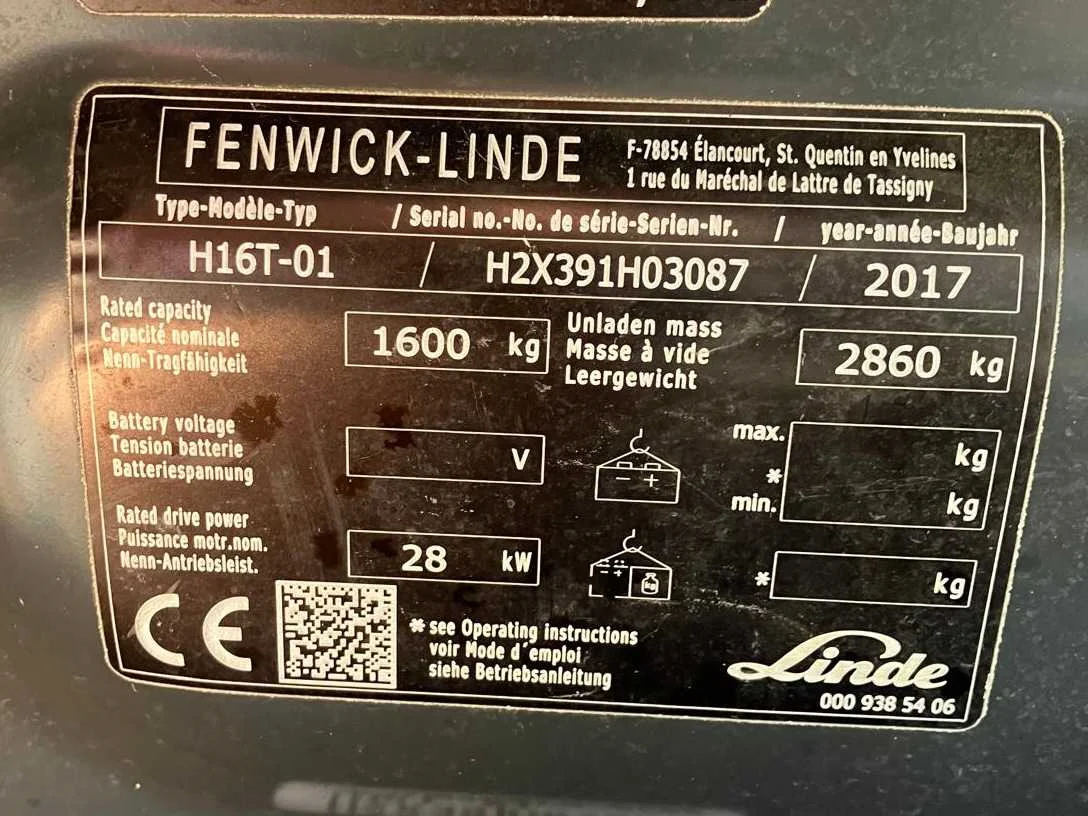 FENWICK-LINDE
F-78854 Élancourt, St. Quentin en Yvelines
1 rue du Maréchal de Lattre de Tassigny
Type-Modèle-Typ / Serial no.-No. de série-Serien-Nr. / year-année-Baujahr
H16T-01 / H2X391H03087 / 2017
Rated capacity
Capacité nominale
Nenn-Tragfähigkeit
1600 kg
Unladen mass
Masse à vide
Leergewicht
2860 kg
Battery voltage
Tension batterie
Batteriespannung
V
- +
max. kg
*
min. kg
Rated drive power
Puissance motr.nom.
Nenn-Antriebsleist.
28 kW
- +
kg
* kg
CE
* see Operating instructions
voir Mode d'emploi
siehe Betriebsanleitung
Linde
000 938 54 06